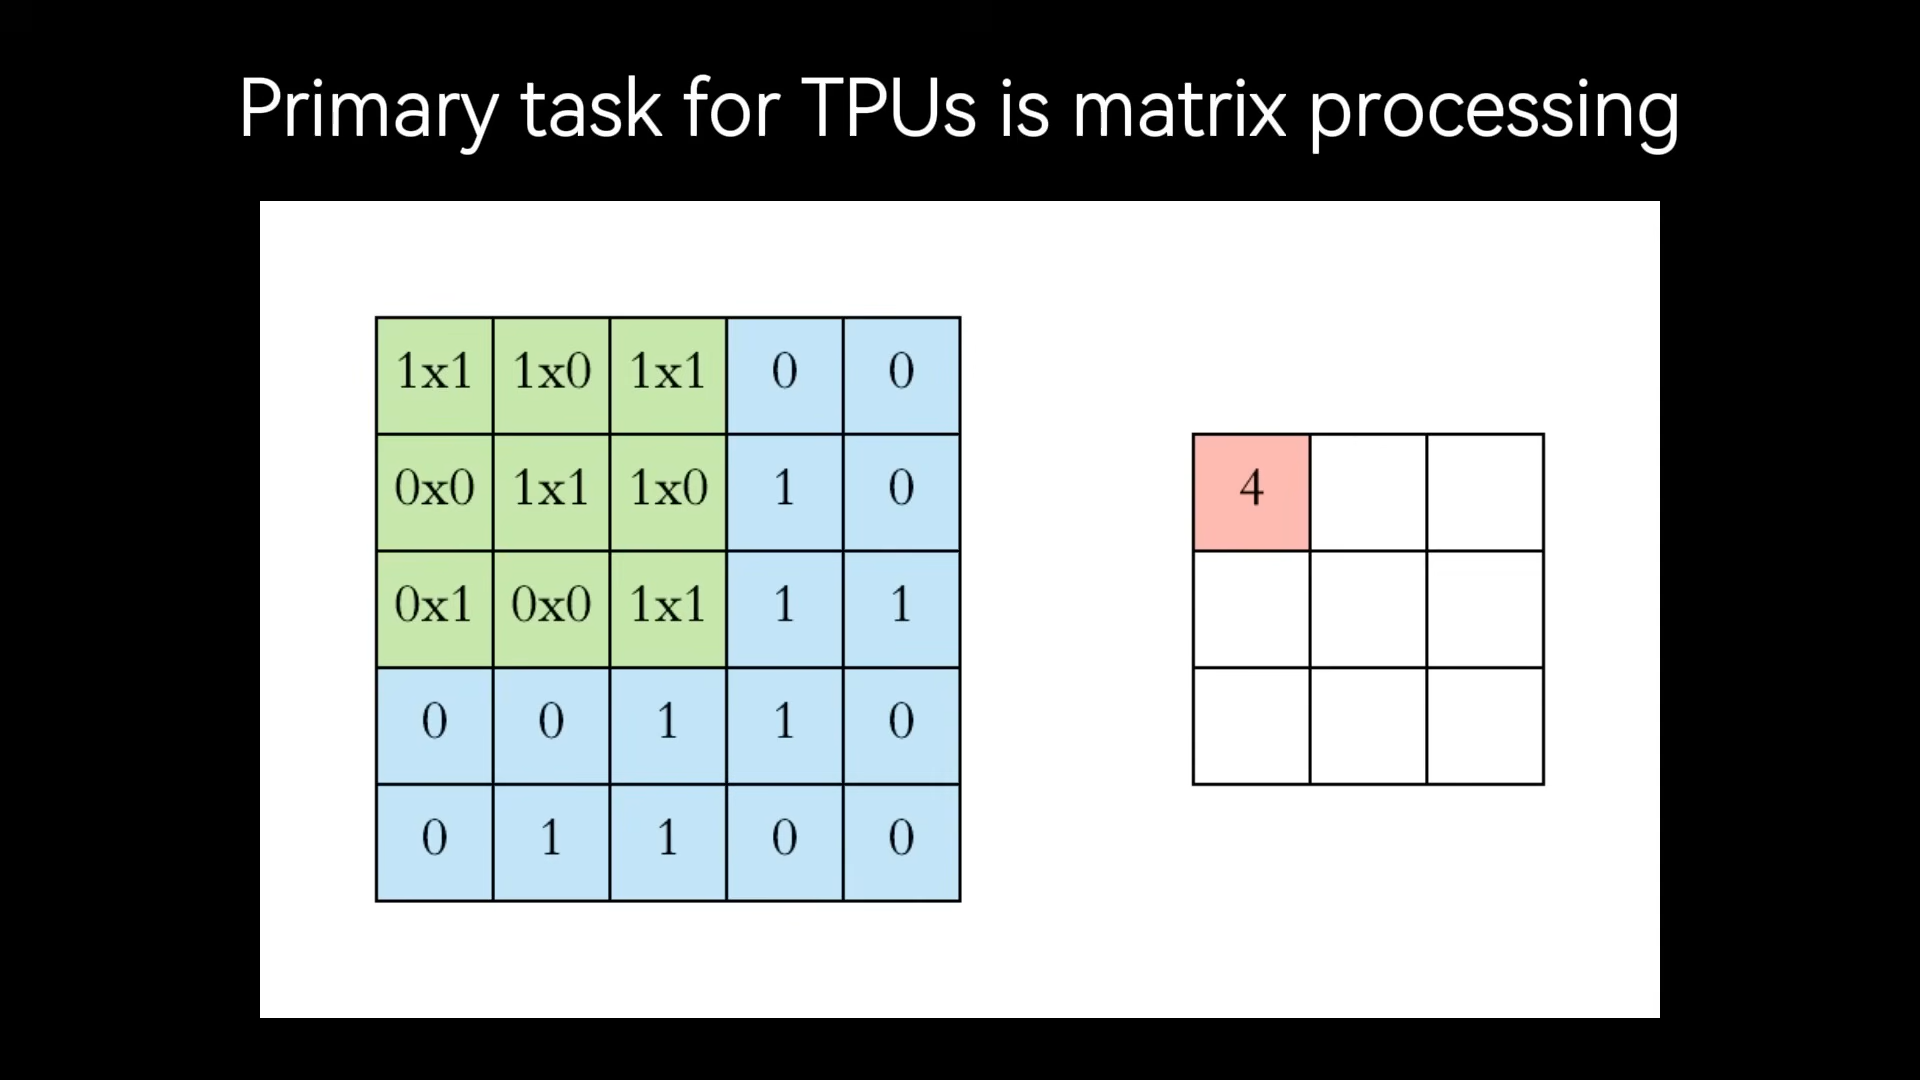 Primary task for TPUs is matrix processing
1x1 1x0 1x1 0 0
0x0 1x1 1x0 1 0
0x1 0x0 1x1 1 1
0 0 1 1 0
0 1 1 0 0
4